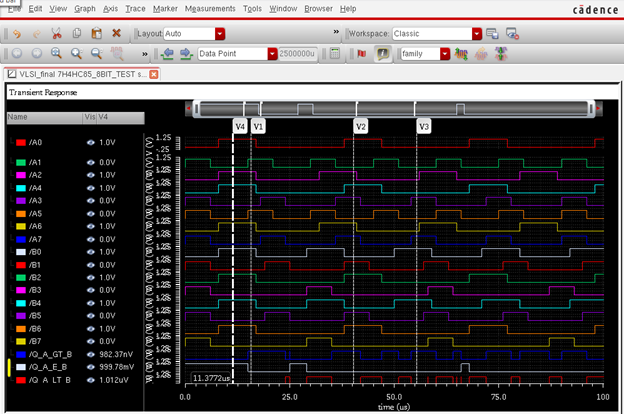 File Edit View Graph Axis Trace Marker Measurements Tools Window Browser Help cādence
Layout: Auto » Workspace: Classic
» Data Point 2500000u family
VLSI_final 7H4HC85_8BIT_TEST s...
Transient Response
Name Vis V4
V4 V1 V2 V3
/A0 1.0V 1.25
-.25
/A1 0.0V
/A2 1.0V
/A4 1.0V
/A3 0.0V
/A5 0.0V
/A6 1.0V
/A7 0.0V
/B0 1.0V
/B1 0.0V
/B2 1.0V
/B3 0.0V
/B4 1.0V
/B5 0.0V
/B6 1.0V
/B7 0.0V
/Q_A_GT_B 982.37nV
/Q_A_E_B 999.78mV
/Q_A_LT_B 1.012uV
11.3772us
0.0 25.0 50.0 75.0 100
time (us)